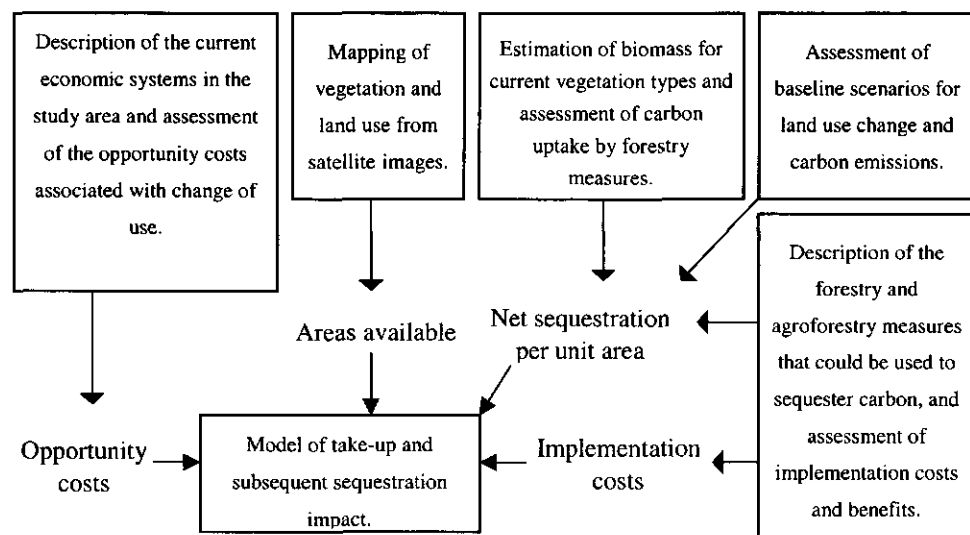 Description of the current
economic systems in the
study area and assessment
of the opportunity costs
associated with change of
use.
Mapping of
vegetation and
land use from
satellite images.
Estimation of biomass for
current vegetation types and
assessment of carbon
uptake by forestry
measures.
Assessment of
baseline scenarios for
land use change and
carbon emissions.
Areas available
Net sequestration
per unit area
Description of the
forestry and
agroforestry measures
that could be used to
sequester carbon, and
assessment of
implementation costs
and benefits.
Opportunity
costs
Model of take-up and
subsequent sequestration
impact.
Implementation
costs